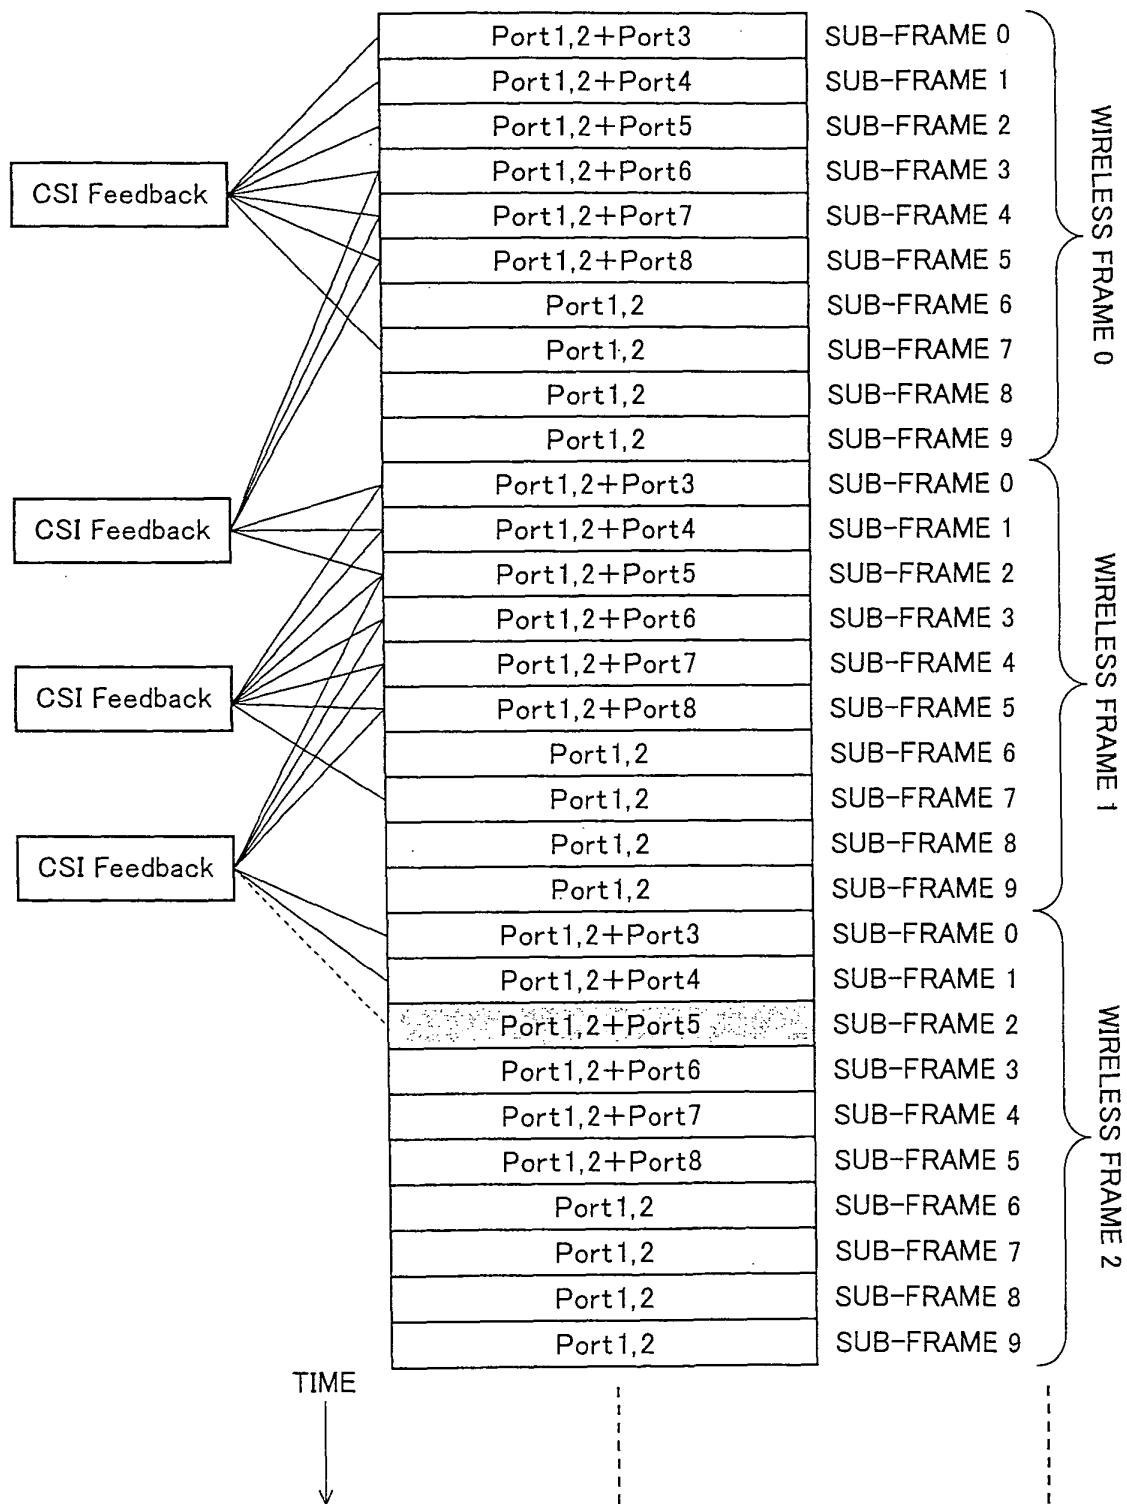 Port1,2+Port3 SUB-FRAME 0
Port1,2+Port4 SUB-FRAME 1
Port1,2+Port5 SUB-FRAME 2
Port1,2+Port6 SUB-FRAME 3
CSI Feedback
Port1,2+Port7 SUB-FRAME 4
Port1,2+Port8 SUB-FRAME 5
Port1,2 SUB-FRAME 6
Port1,2 SUB-FRAME 7
Port1,2 SUB-FRAME 8
Port1,2 SUB-FRAME 9
WIRELESS FRAME 0
Port1,2+Port3 SUB-FRAME 0
CSI Feedback
Port1,2+Port4 SUB-FRAME 1
Port1,2+Port5 SUB-FRAME 2
Port1,2+Port6 SUB-FRAME 3
Port1,2+Port7 SUB-FRAME 4
CSI Feedback
Port1,2+Port8 SUB-FRAME 5
Port1,2 SUB-FRAME 6
Port1,2 SUB-FRAME 7
Port1,2 SUB-FRAME 8
CSI Feedback
Port1,2 SUB-FRAME 9
WIRELESS FRAME 1
Port1,2+Port3 SUB-FRAME 0
Port1,2+Port4 SUB-FRAME 1
Port1,2+Port5 SUB-FRAME 2
Port1,2+Port6 SUB-FRAME 3
Port1,2+Port7 SUB-FRAME 4
Port1,2+Port8 SUB-FRAME 5
Port1,2 SUB-FRAME 6
Port1,2 SUB-FRAME 7
Port1,2 SUB-FRAME 8
Port1,2 SUB-FRAME 9
WIRELESS FRAME 2
TIME